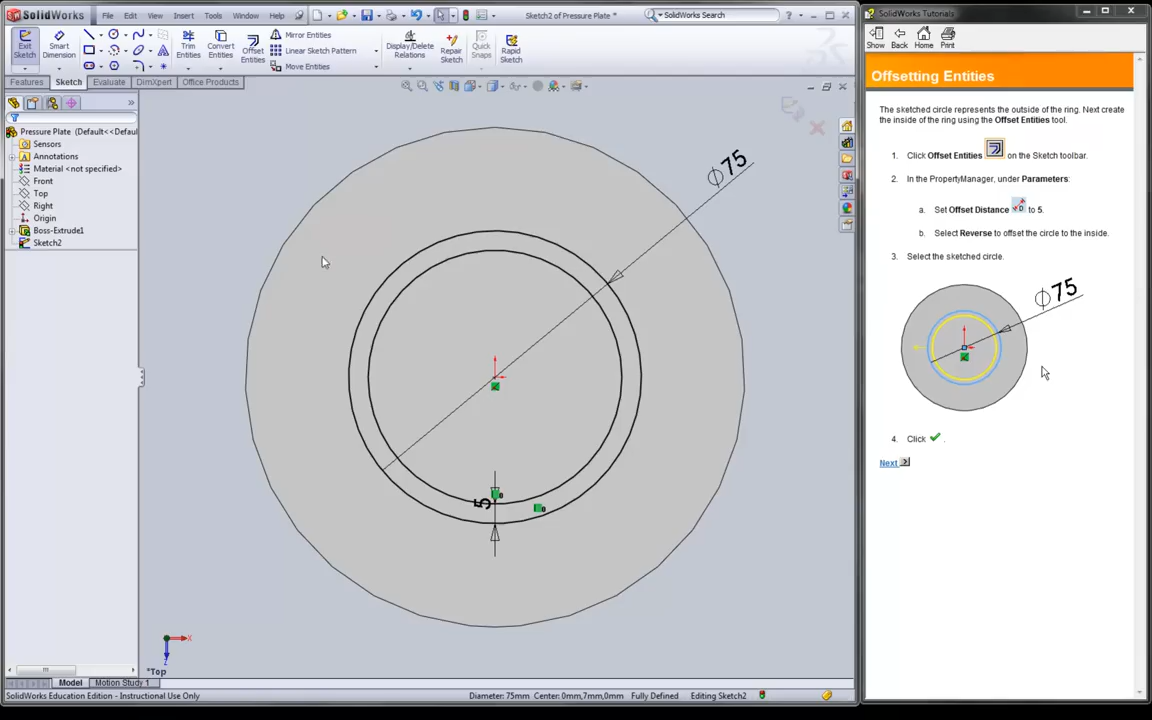 SolidWorks
File Edit View Insert Tools Window Help
Sketch2 of Pressure Plate *
SolidWorks Search
Exit Sketch
Smart Dimension
Trim Entities
Convert Entities
Offset Entities
Mirror Entities
Linear Sketch Pattern
Move Entities
Display/Delete Relations
Repair Sketch
Quick Snaps
Rapid Sketch
Features Sketch Evaluate DimXpert Office Products
Pressure Plate (Default<<Defau
Sensors
Annotations
Material <not specified>
Front
Top
Right
Origin
Boss-Extrude1
Sketch2
75
5
X
Z
*Top
Model Motion Study 1
SolidWorks Education Edition - Instructional Use Only
Diameter: 75mm Center: 0mm,7mm,0mm Fully Defined Editing Sketch2
SolidWorks Tutorials
Show Back Home Print
Offsetting Entities
The sketched circle represents the outside of the ring. Next create
the inside of the ring using the Offset Entities tool.
1. Click Offset Entities on the Sketch toolbar.
2. In the PropertyManager, under Parameters:
a. Set Offset Distance to 5.
b. Select Reverse to offset the circle to the inside.
3. Select the sketched circle.
75
4. Click .
Next